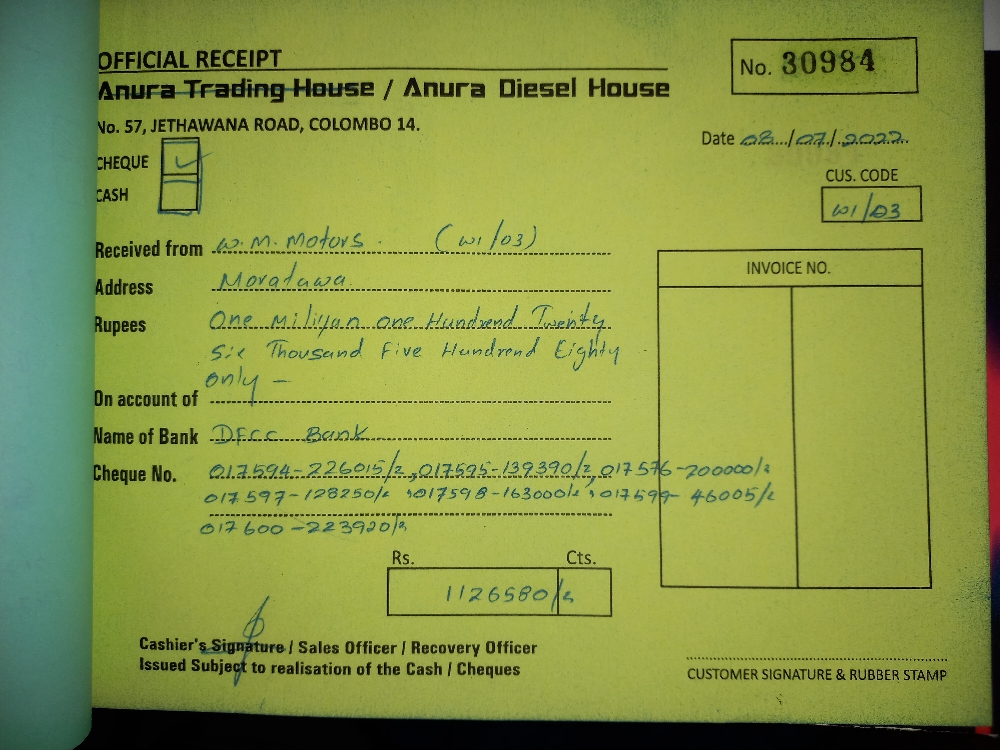 OFFICIAL RECEIPT
No. 30984
Anura Trading House / Anura Diesel House
No. 57, JETHAWANA ROAD, COLOMBO 14.
Date 08.../07/.2022..
CHEQUE ✓
CASH
CUS. CODE
W1/03
Received from W.M. Motors. (W1/03)
Address Moratuwa.
INVOICE NO.
Rupees One Miliyan One Hundrend Twenty
Six Thousand Five Hundrend Eighty
only -
On account of
Name of Bank DFCC Bank
Cheque No. 017594-226015/=, 017595-139390/=, 017576-200000/=
017597-128250/=, 017598-163000/=, 017599-46005/=
017600-223920/=
Rs. Cts.
1126580/=
Cashier's Signature / Sales Officer / Recovery Officer
Issued Subject to realisation of the Cash / Cheques
CUSTOMER SIGNATURE & RUBBER STAMP